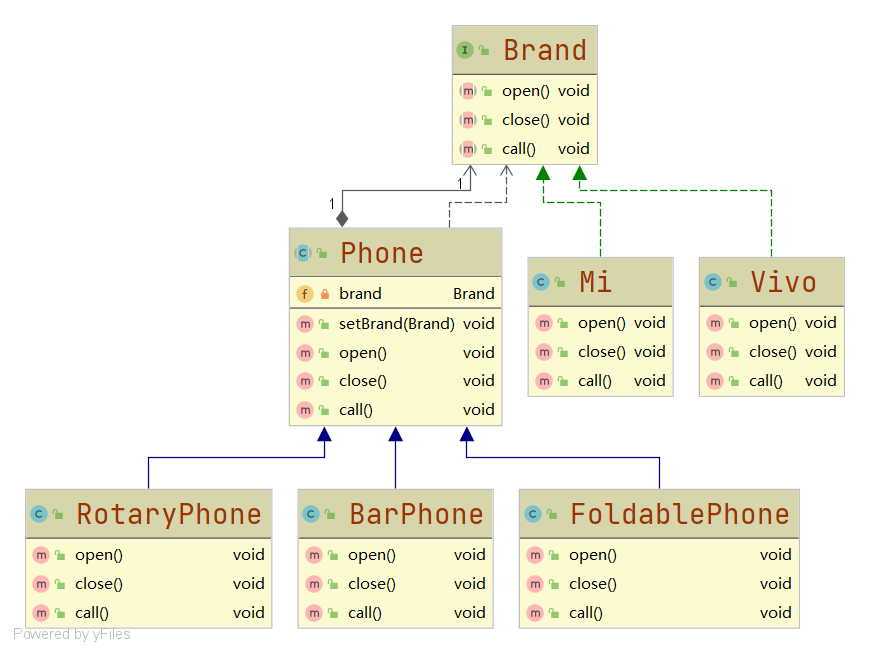 I Brand
m open() void
m close() void
m call() void
1
1
C Phone
f brand Brand
m setBrand(Brand) void
m open() void
m close() void
m call() void
C Mi
m open() void
m close() void
m call() void
C Vivo
m open() void
m close() void
m call() void
C RotaryPhone
m open() void
m close() void
m call() void
C BarPhone
m open() void
m close() void
m call() void
C FoldablePhone
m open() void
m close() void
m call() void
Powered by yFiles